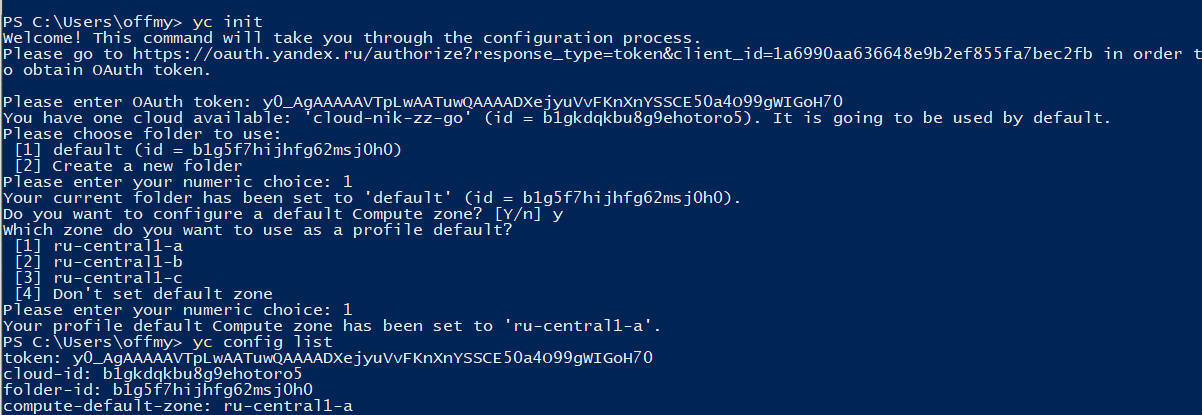 PS C:\Users\offmy> yc init
Welcome! This command will take you through the configuration process.
Please go to https://oauth.yandex.ru/authorize?response_type=token&client_id=1a6990aa636648e9b2ef855fa7bec2fb in order t
o obtain OAuth token.
Please enter OAuth token: y0_AgAAAAAVTpLwAATuwQAAAADXejyuVvFKnXnYSSCE50a4O99gWIGoH70
You have one cloud available: 'cloud-nik-zz-go' (id = b1gkdqkbu8g9ehotoro5). It is going to be used by default.
Please choose folder to use:
[1] default (id = b1g5f7hijhfg62msj0h0)
[2] Create a new folder
Please enter your numeric choice: 1
Your current folder has been set to 'default' (id = b1g5f7hijhfg62msj0h0).
Do you want to configure a default Compute zone? [Y/n] y
Which zone do you want to use as a profile default?
[1] ru-central1-a
[2] ru-central1-b
[3] ru-central1-c
[4] Don't set default zone
Please enter your numeric choice: 1
Your profile default Compute zone has been set to 'ru-central1-a'.
PS C:\Users\offmy> yc config list
token: y0_AgAAAAAVTpLwAATuwQAAAADXejyuVvFKnXnYSSCE50a4O99gWIGoH70
cloud-id: b1gkdqkbu8g9ehotoro5
folder-id: b1g5f7hijhfg62msj0h0
compute-default-zone: ru-central1-a